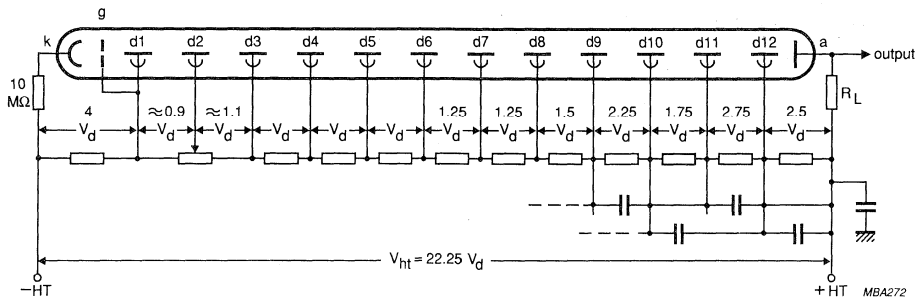 g
k d1 d2 d3 d4 d5 d6 d7 d8 d9 d10 d11 d12 a output
10 MΩ
R_L
4 V_d
≈0.9 V_d
≈1.1 V_d
V_d
V_d
V_d
1.25 V_d
1.25 V_d
1.5 V_d
2.25 V_d
1.75 V_d
2.75 V_d
2.5 V_d
V_ht = 22.25 V_d
−HT
+HT
MBA272